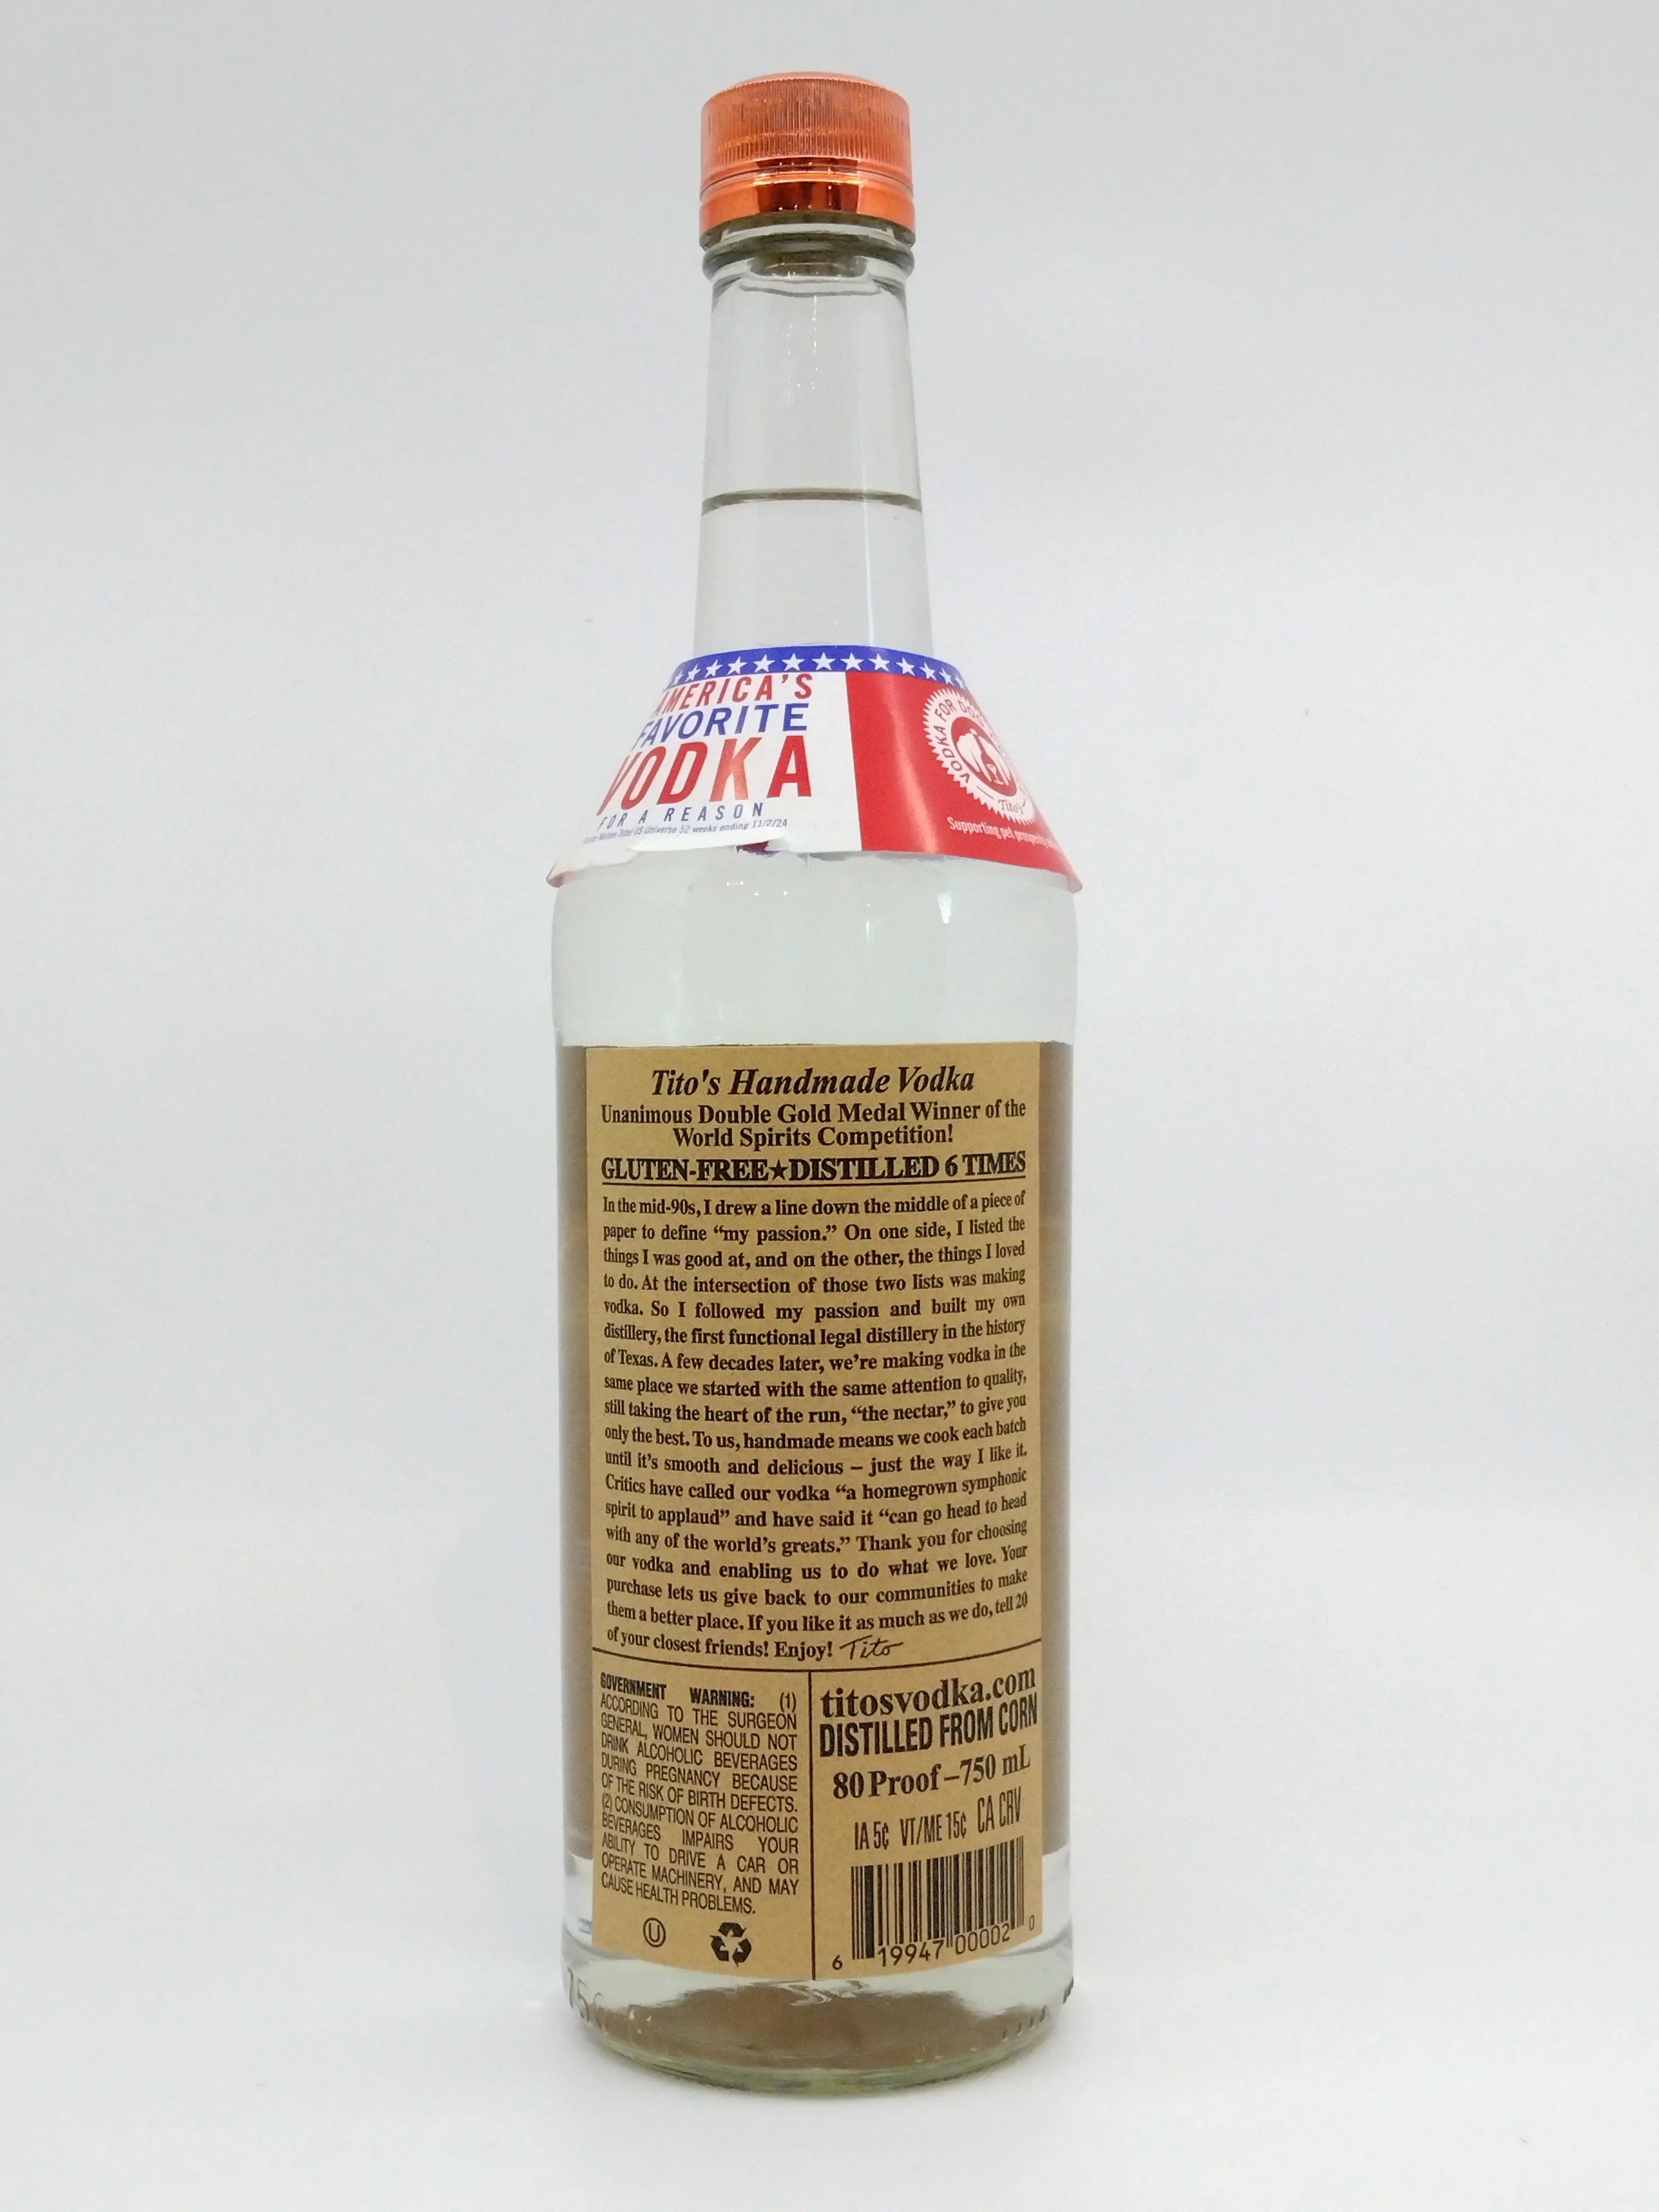 AMERICA'S
FAVORITE
VODKA
FOR A REASON
US Universe 52 weeks ending 11/2/24
VODKA FOR
Tito's
Supporting pet
Tito's Handmade Vodka
Unanimous Double Gold Medal Winner of the
World Spirits Competition!
GLUTEN-FREE★DISTILLED 6 TIMES
In the mid-90s, I drew a line down the middle of a piece of
paper to define “my passion.” On one side, I listed the
things I was good at, and on the other, the things I loved
to do. At the intersection of those two lists was making
vodka. So I followed my passion and built my own
distillery, the first functional legal distillery in the history
of Texas. A few decades later, we're making vodka in the
same place we started with the same attention to quality,
still taking the heart of the run, “the nectar,” to give you
only the best. To us, handmade means we cook each batch
until it's smooth and delicious – just the way I like it.
Critics have called our vodka “a homegrown symphonic
spirit to applaud” and have said it “can go head to head
with any of the world's greats.” Thank you for choosing
our vodka and enabling us to do what we love. Your
purchase lets us give back to our communities to make
them a better place. If you like it as much as we do, tell 20
of your closest friends! Enjoy! Tito
GOVERNMENT WARNING: (1)
ACCORDING TO THE SURGEON
GENERAL, WOMEN SHOULD NOT
DRINK ALCOHOLIC BEVERAGES
DURING PREGNANCY BECAUSE
OF THE RISK OF BIRTH DEFECTS.
(2) CONSUMPTION OF ALCOHOLIC
BEVERAGES IMPAIRS YOUR
ABILITY TO DRIVE A CAR OR
OPERATE MACHINERY, AND MAY
CAUSE HEALTH PROBLEMS.
U
titosvodka.com
DISTILLED FROM CORN
80 Proof–750 mL
IA 5¢ VT/ME 15¢ CA CRV
6 19947 00002 0